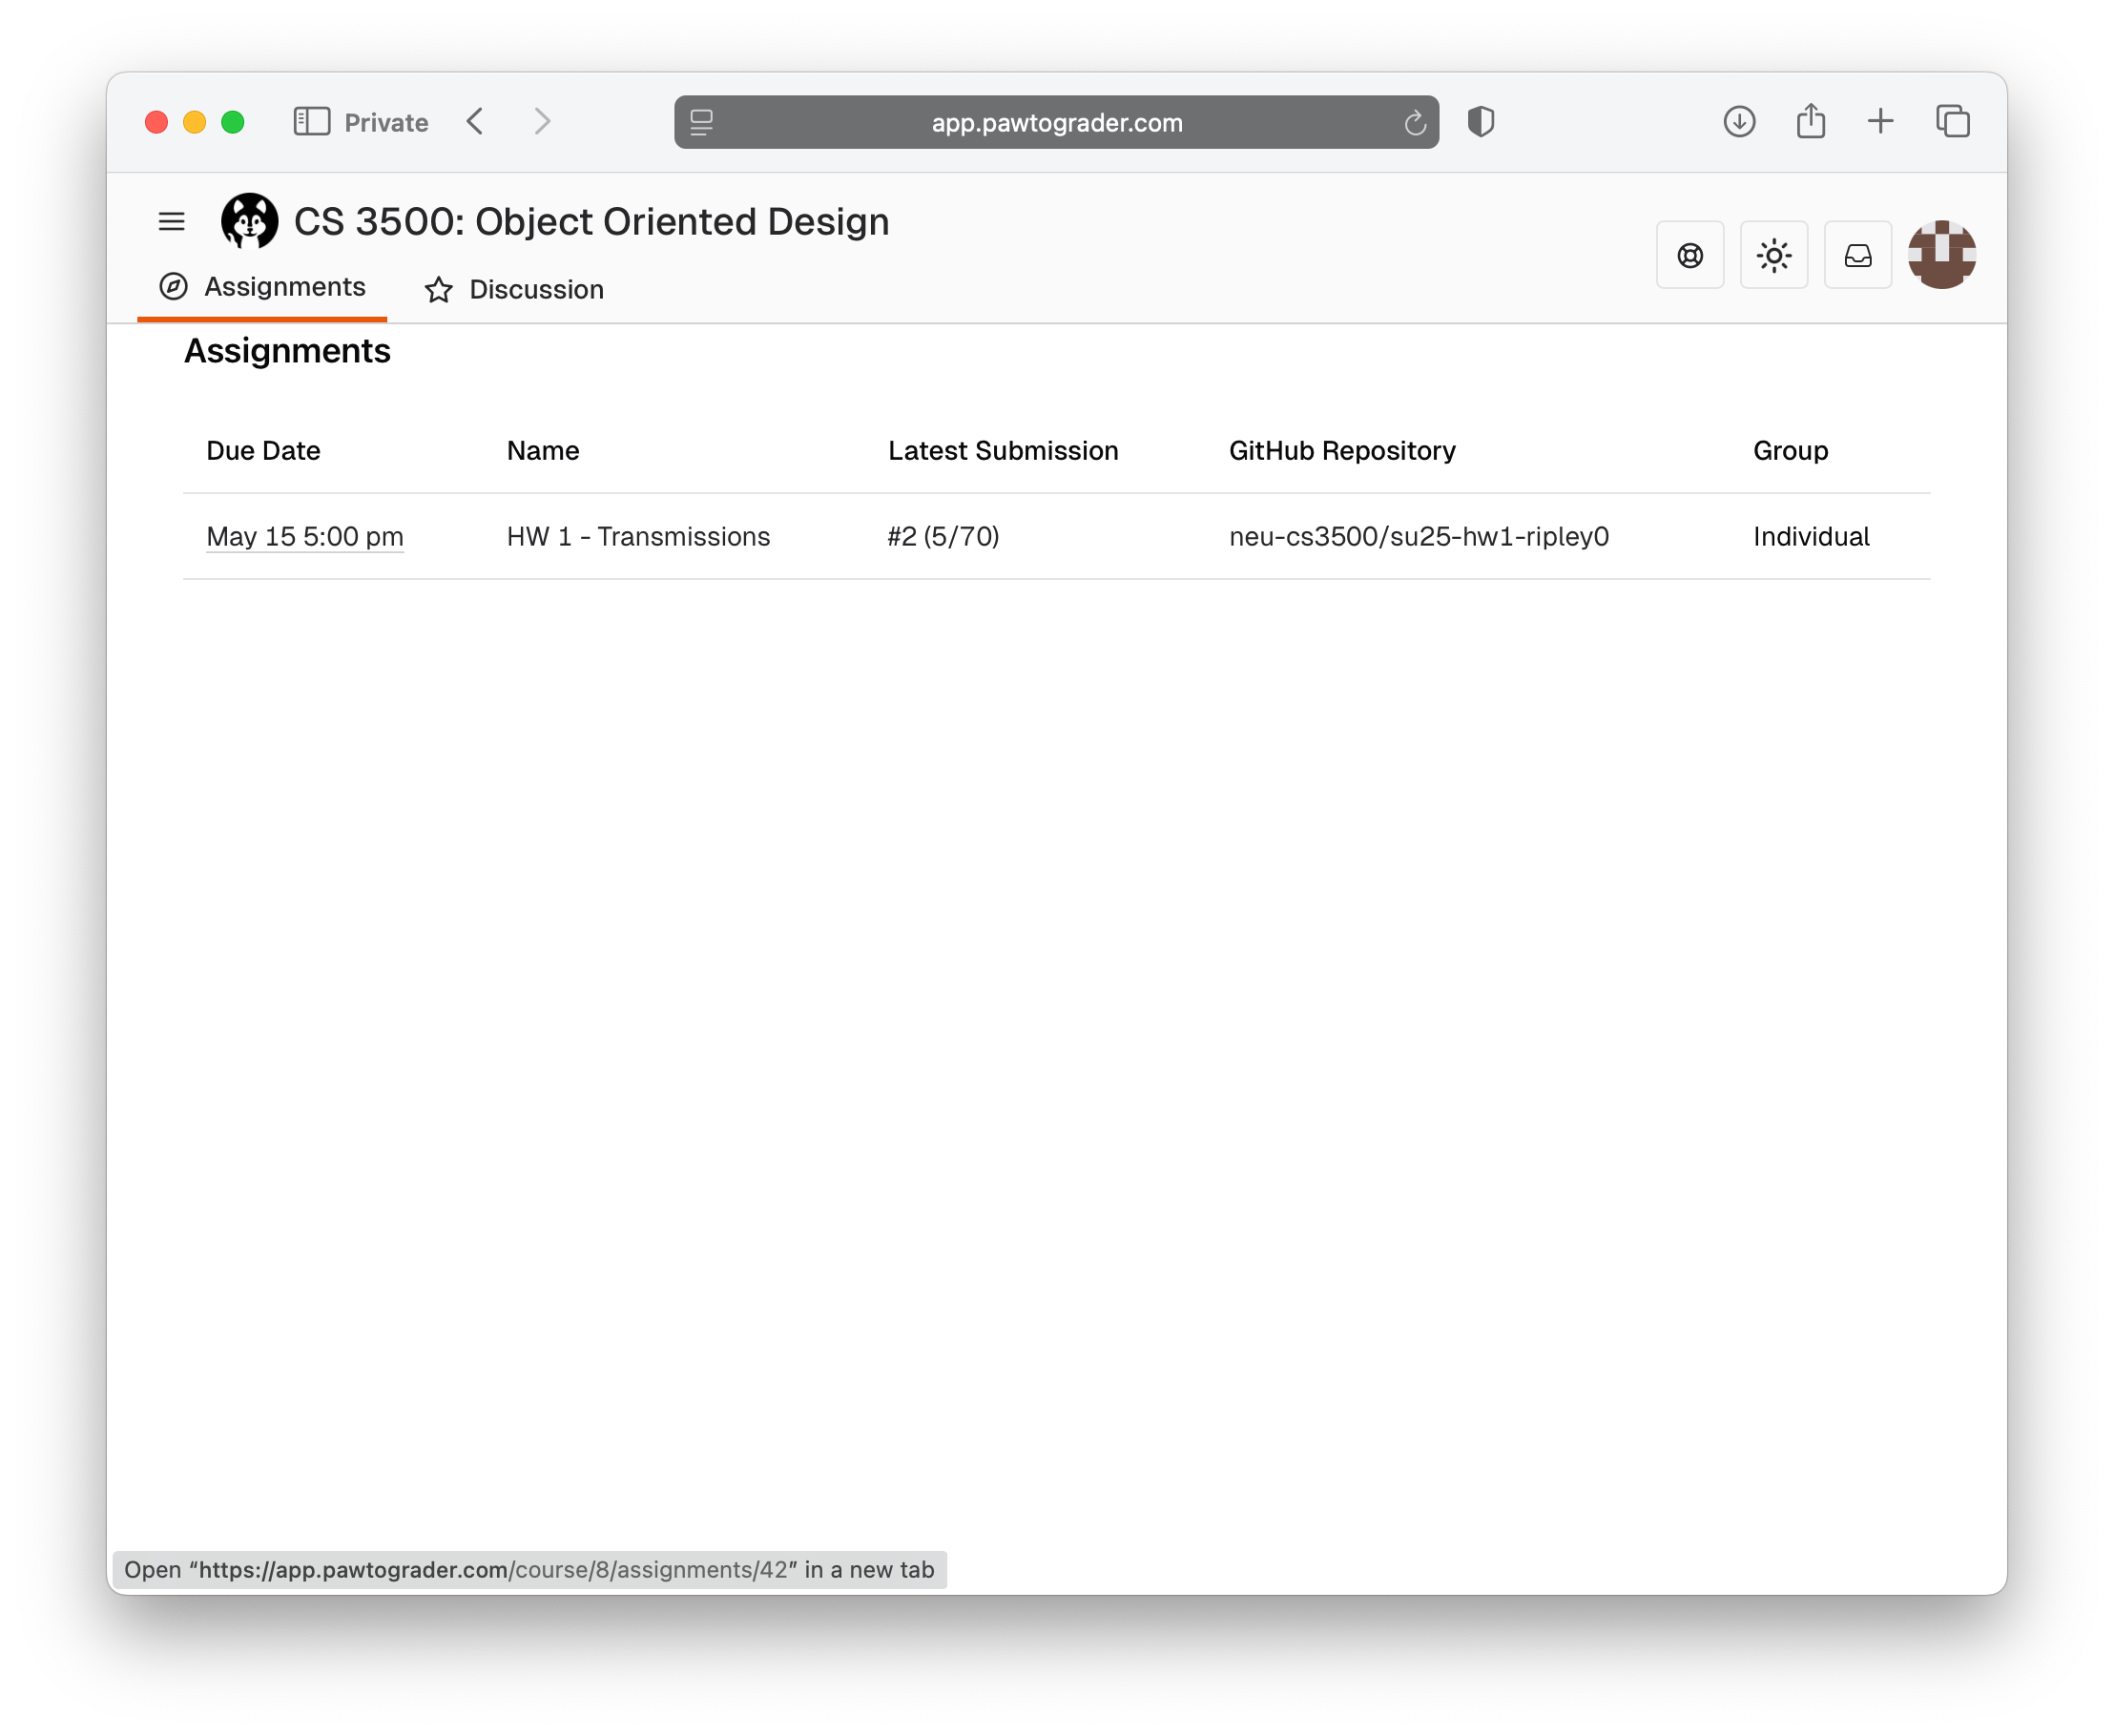 Private
app.pawtograder.com
CS 3500: Object Oriented Design
Assignments Discussion
Assignments
Due Date Name Latest Submission GitHub Repository Group
May 15 5:00 pm HW 1 - Transmissions #2 (5/70) neu-cs3500/su25-hw1-ripley0 Individual
Open “https://app.pawtograder.com/course/8/assignments/42” in a new tab